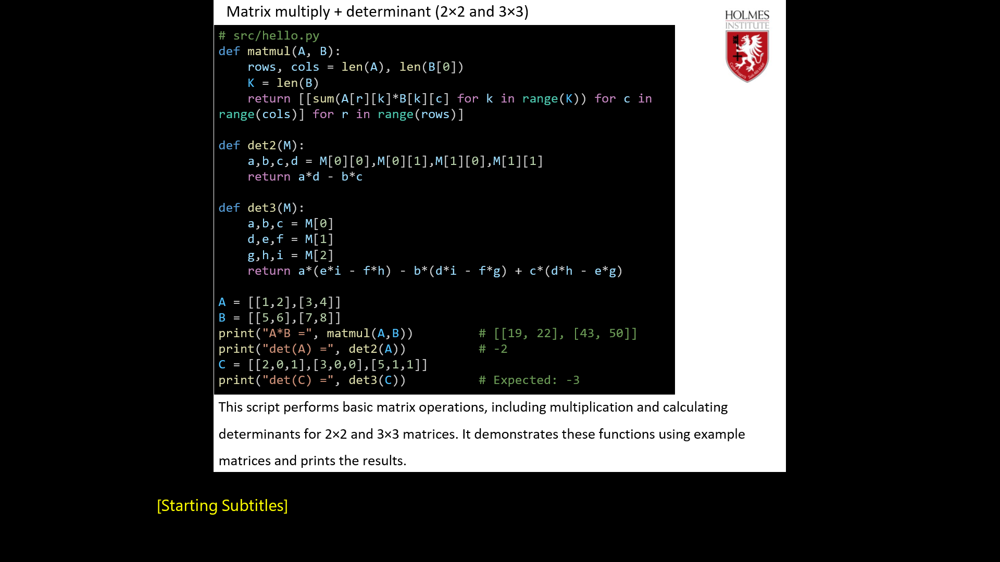 Matrix multiply + determinant (2×2 and 3×3)
HOLMES
INSTITUTE
# src/hello.py
def matmul(A, B):
    rows, cols = len(A), len(B[0])
    K = len(B)
    return [[sum(A[r][k]*B[k][c] for k in range(K)) for c in
range(cols)] for r in range(rows)]
def det2(M):
    a,b,c,d = M[0][0],M[0][1],M[1][0],M[1][1]
    return a*d - b*c
def det3(M):
    a,b,c = M[0]
    d,e,f = M[1]
    g,h,i = M[2]
    return a*(e*i - f*h) - b*(d*i - f*g) + c*(d*h - e*g)
A = [[1,2],[3,4]]
B = [[5,6],[7,8]]
print("A*B =", matmul(A,B))         # [[19, 22], [43, 50]]
print("det(A) =", det2(A))          # -2
C = [[2,0,1],[3,0,0],[5,1,1]]
print("det(C) =", det3(C))          # Expected: -3
This script performs basic matrix operations, including multiplication and calculating
determinants for 2×2 and 3×3 matrices. It demonstrates these functions using example
matrices and prints the results.
[Starting Subtitles]